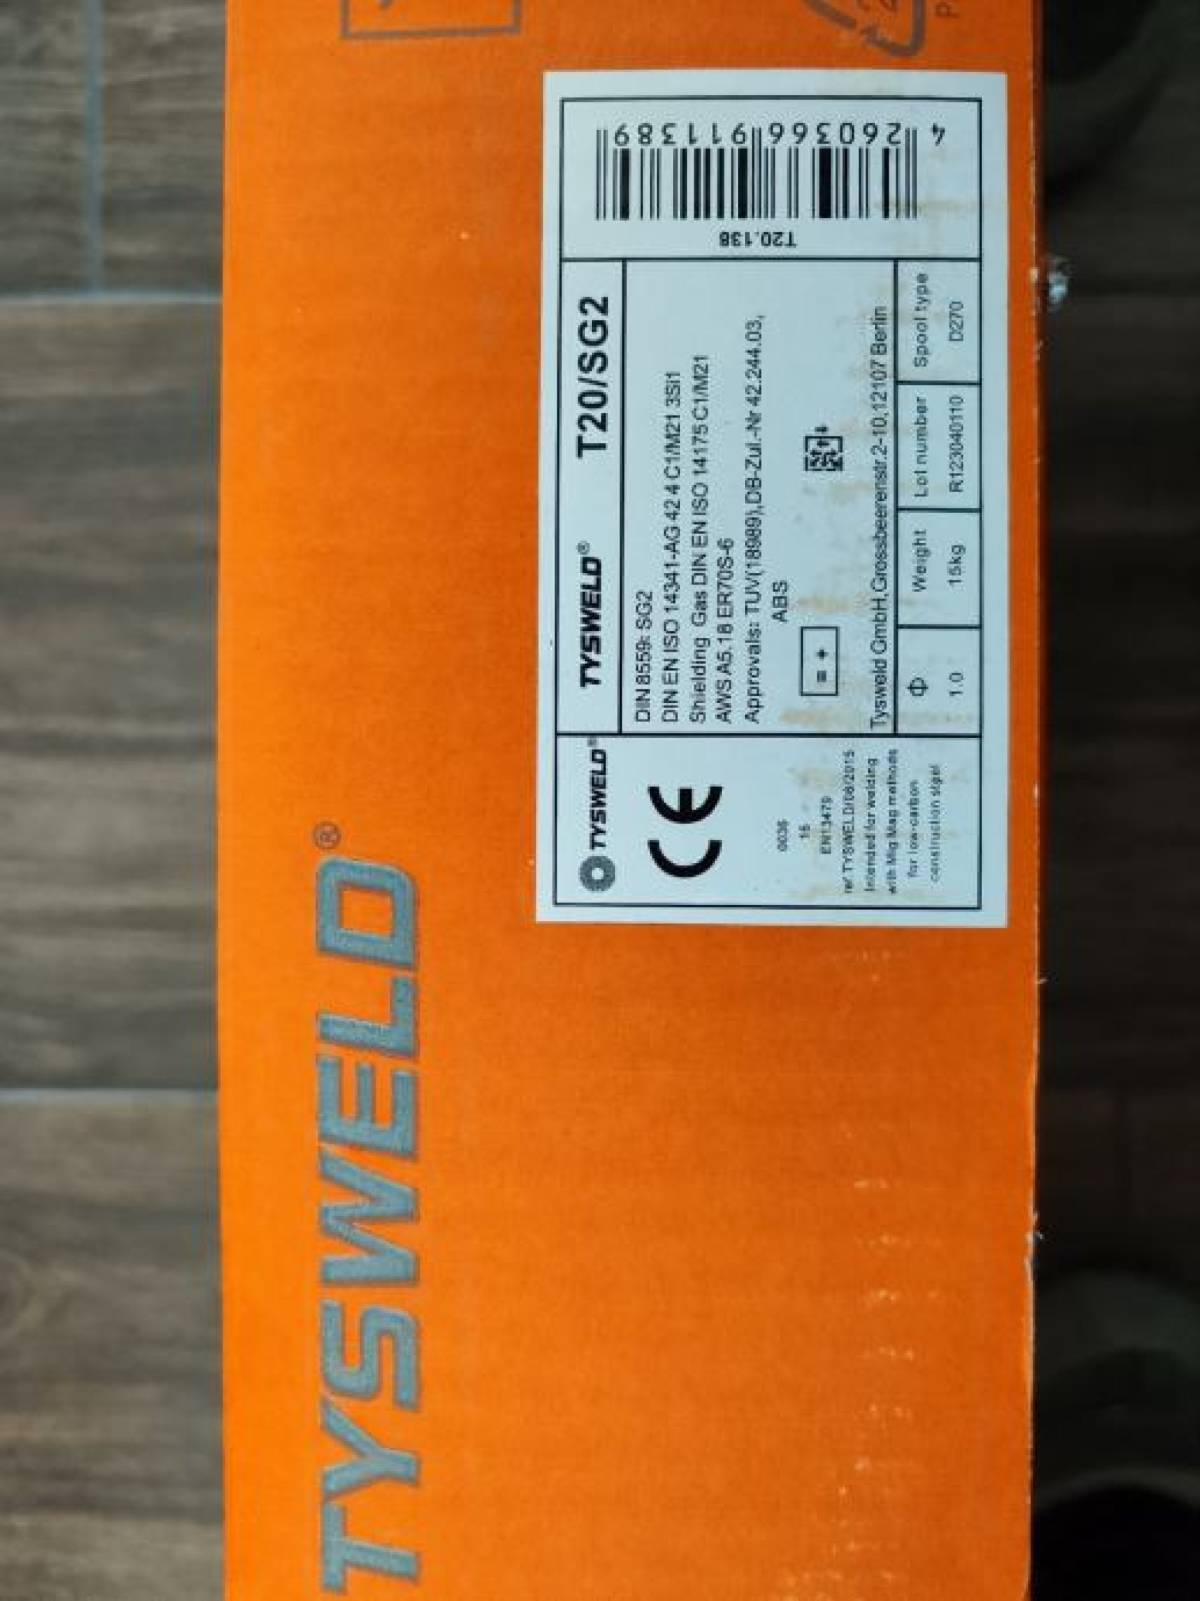 TYSWELD®
TYSWELD®
CE
0036
15
EN13479
ref TYSWELD/06/2015
Intended for welding
with Mig Mag methods
for low-carbon
construction steel
TYSWELD® T20/SG2
DIN 8559: SG2
DIN EN ISO 14341-AG 42 4 C1/M21 3Si1
Shielding Gas DIN EN ISO 14175 C1/M21
AWS A5.18 ER70S-6
Approvals: TUV(18989),DB-Zul.-Nr 42.244.03,
ABS
= +
Tysweld GmbH,Grossbeerenstr.2-10,12107 Berlin
Φ Weight Lot number Spool type
1.0 15kg R123040110 D270
T20.138
4 260366 911389